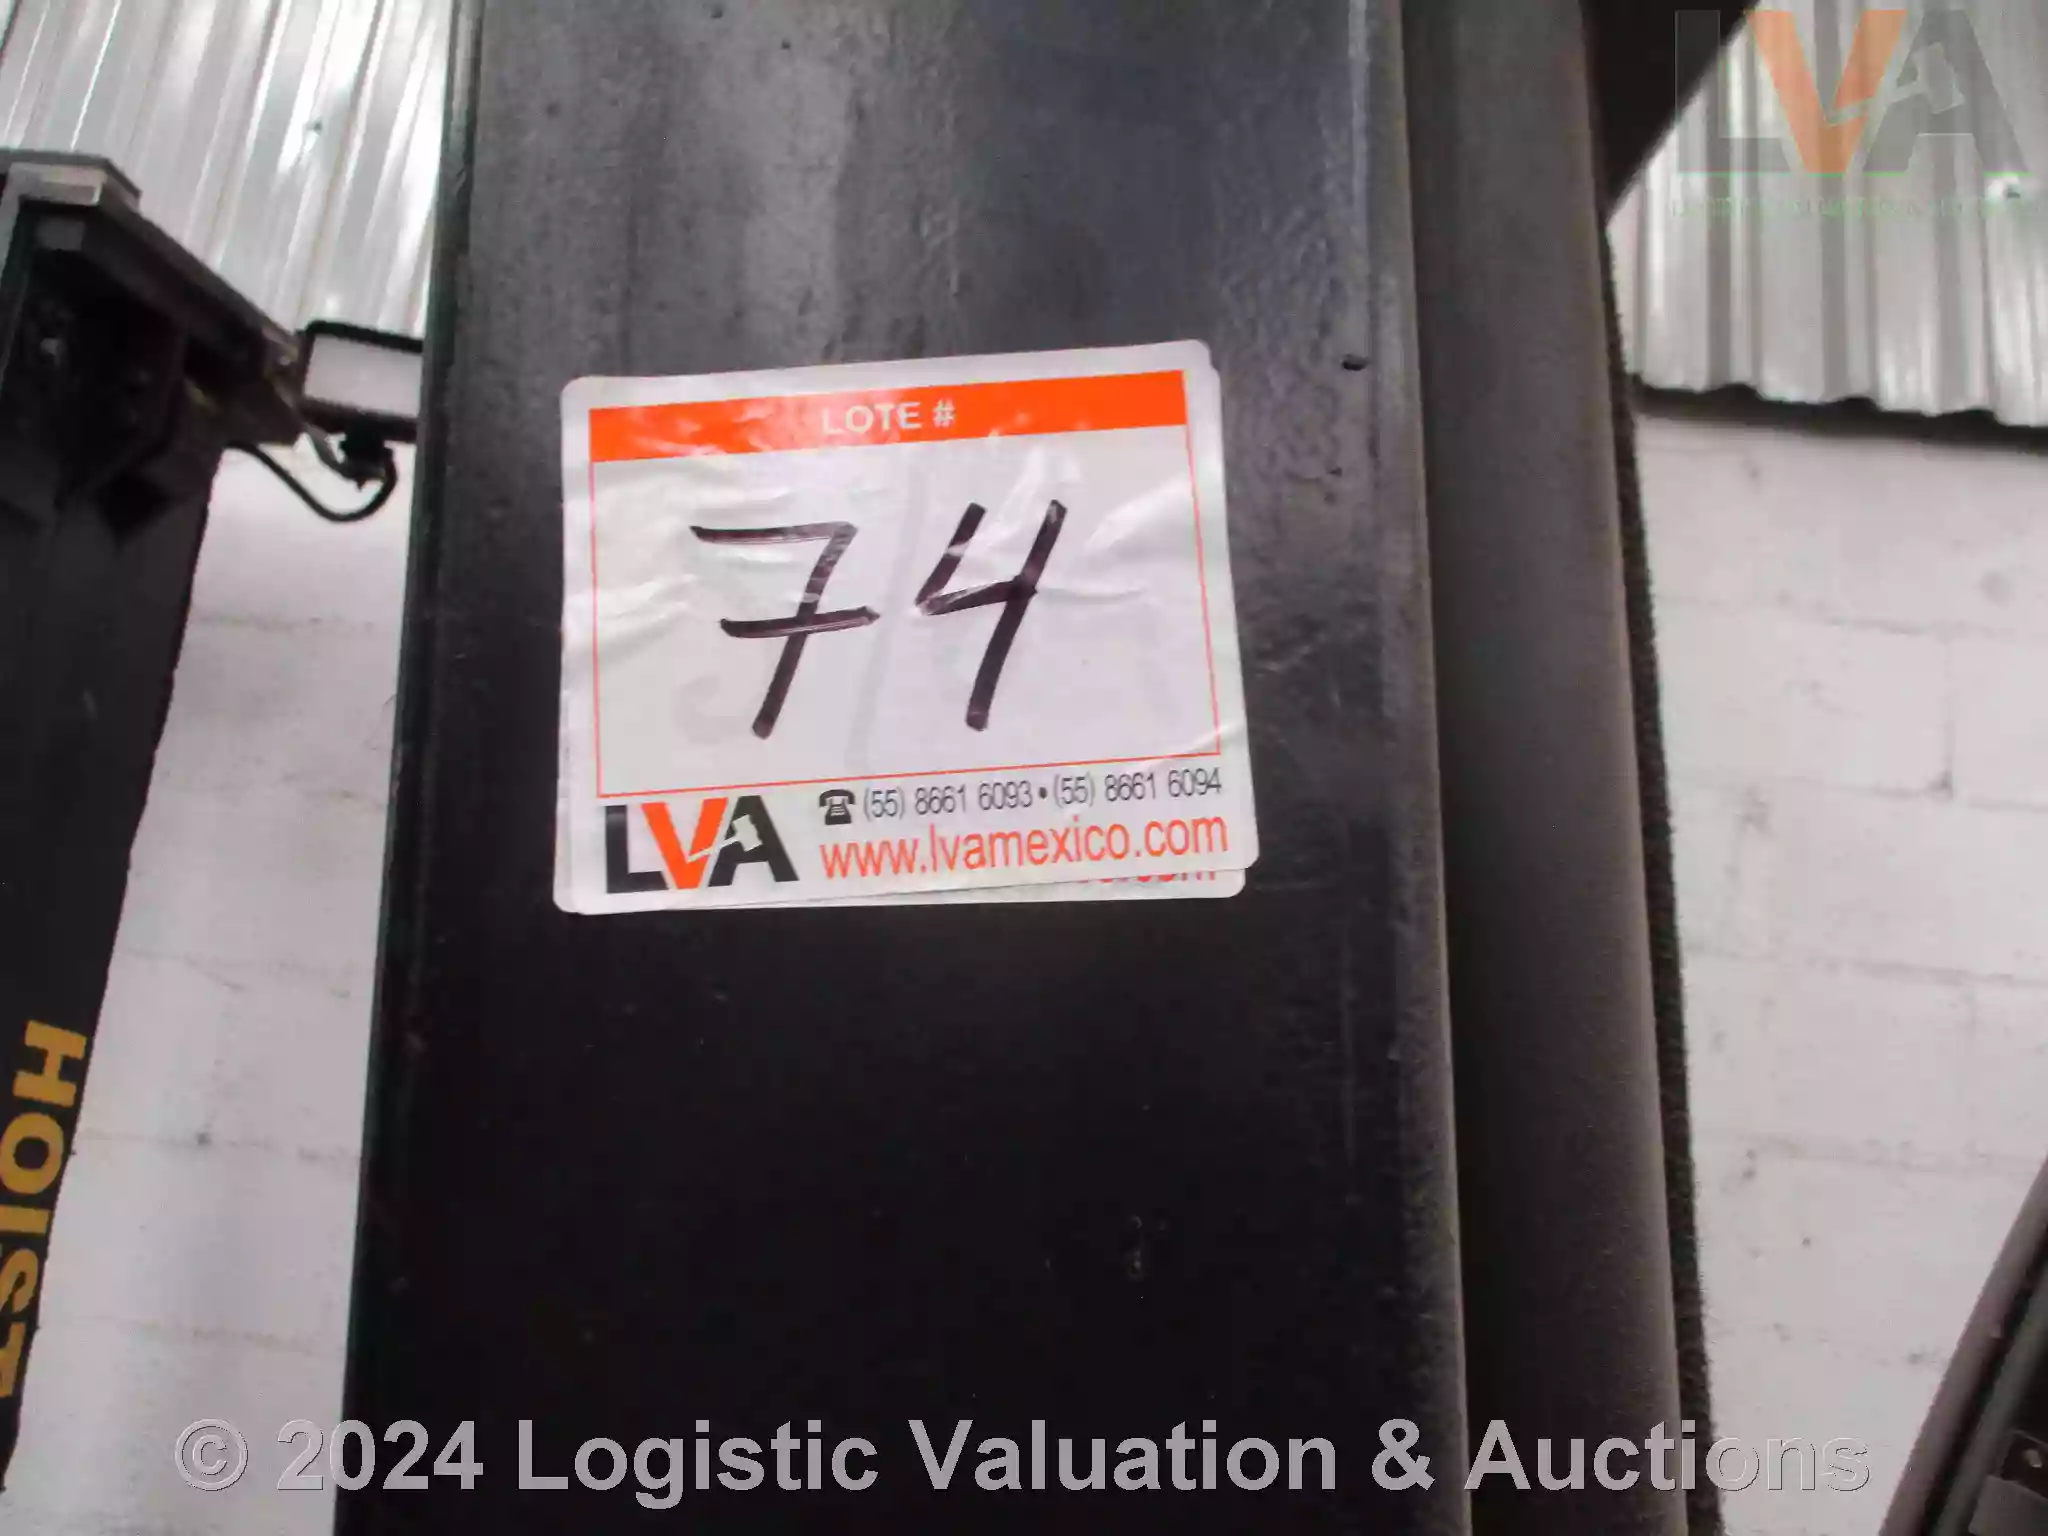 LVA
LOTE #
74
(55) 8661 6093 • (55) 8661 6094
LVA www.lvamexico.com
HOIST
© 2024 Logistic Valuation & Auctions